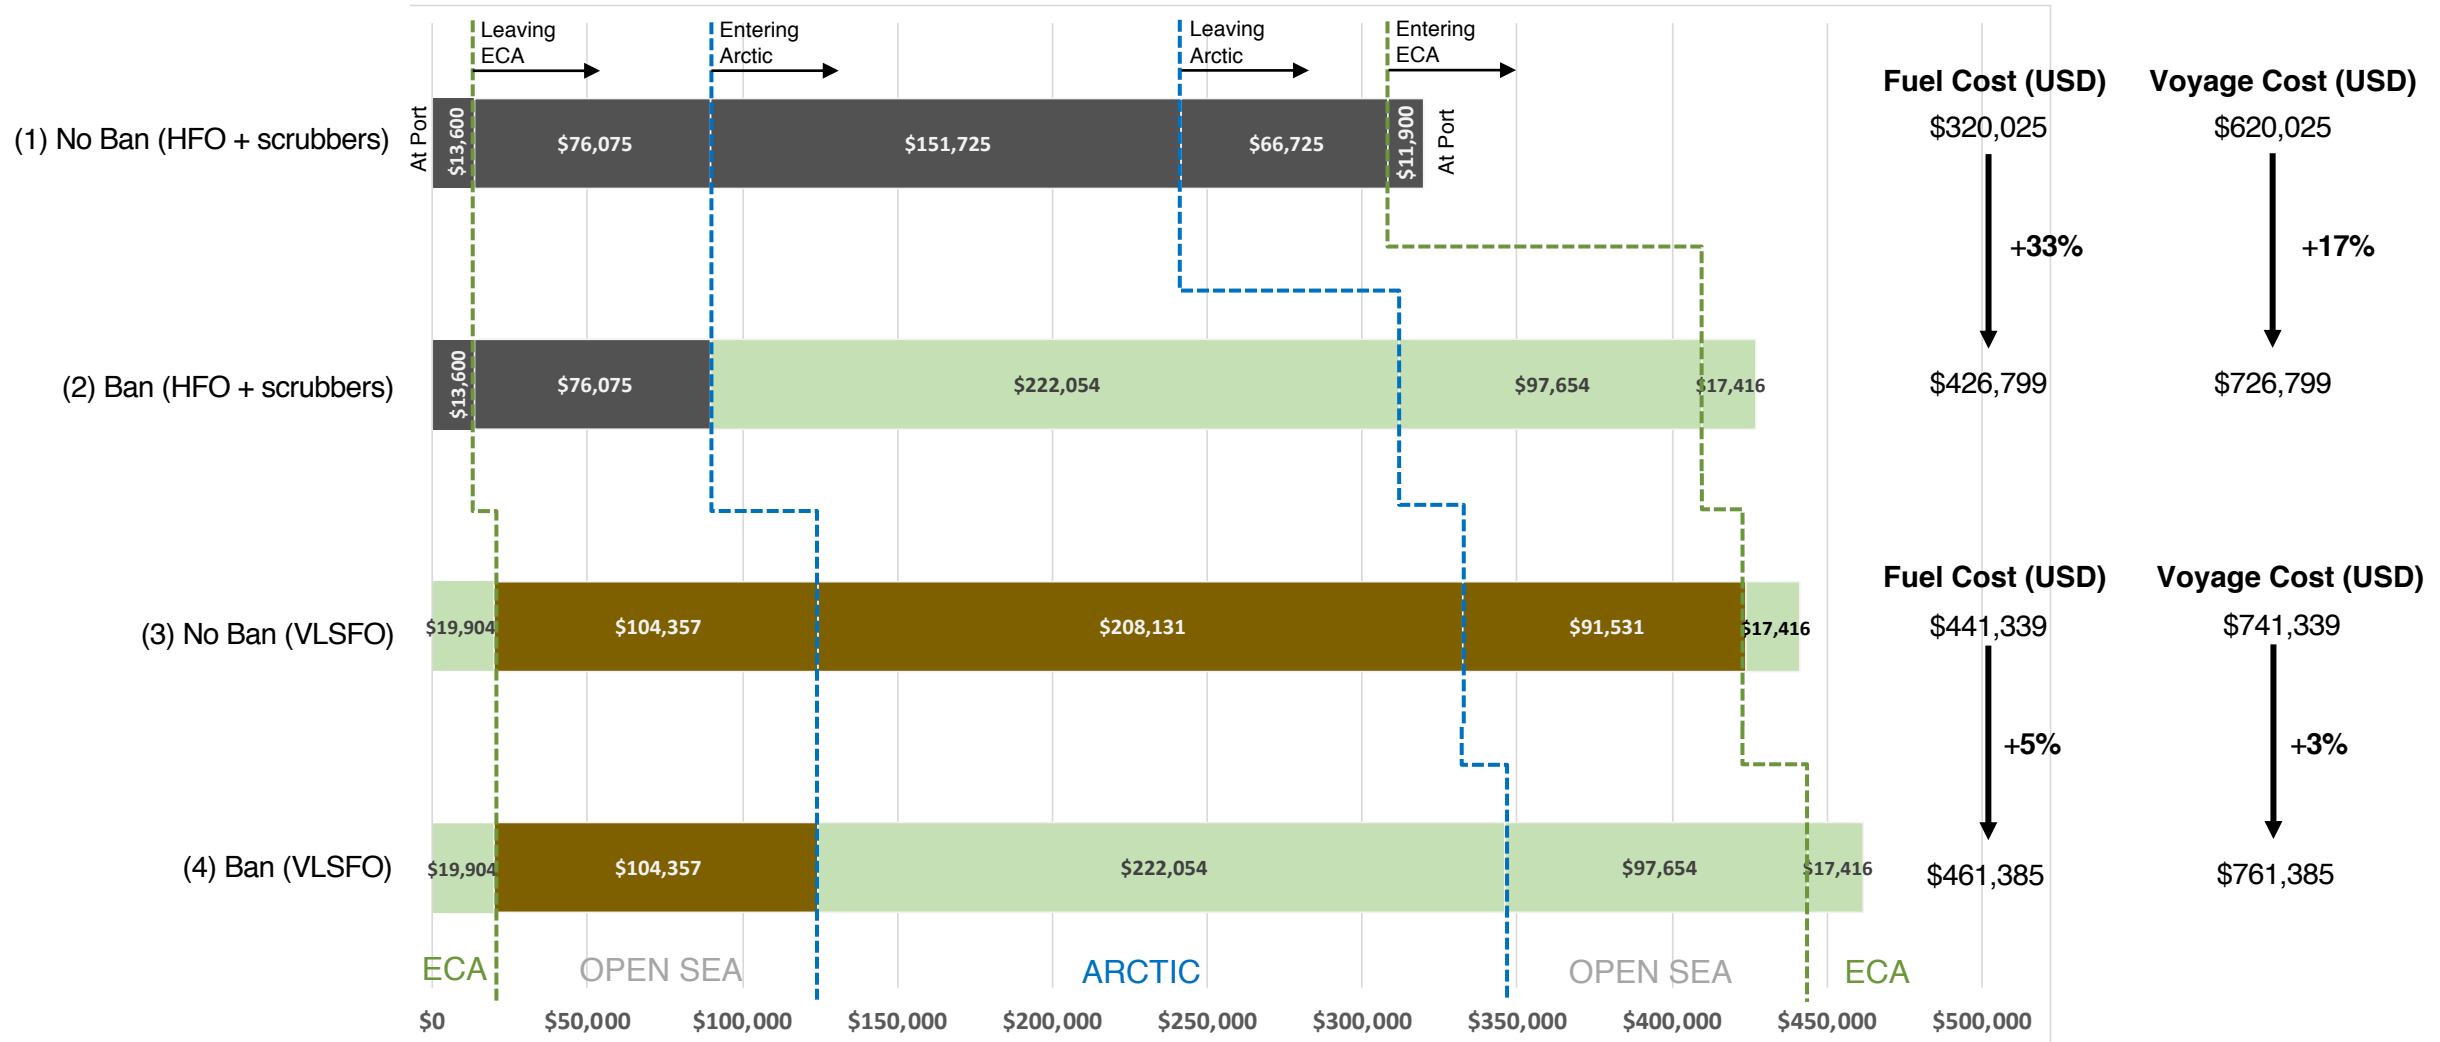 Leaving
ECA
Entering
Arctic
Leaving
Arctic
Entering
ECA
Fuel Cost (USD) Voyage Cost (USD)
(1) No Ban (HFO + scrubbers)
At Port
$13,600
$76,075
$151,725
$66,725
$11,900
At Port
$320,025
$620,025
+33%
+17%
(2) Ban (HFO + scrubbers)
$13,600
$76,075
$222,054
$97,654
$17,416
$426,799
$726,799
Fuel Cost (USD) Voyage Cost (USD)
(3) No Ban (VLSFO)
$19,904
$104,357
$208,131
$91,531
$17,416
$441,339
$741,339
+5%
+3%
(4) Ban (VLSFO)
$19,904
$104,357
$222,054
$97,654
$17,416
$461,385
$761,385
ECA
OPEN SEA
ARCTIC
OPEN SEA
ECA
$0 $50,000 $100,000 $150,000 $200,000 $250,000 $300,000 $350,000 $400,000 $450,000 $500,000